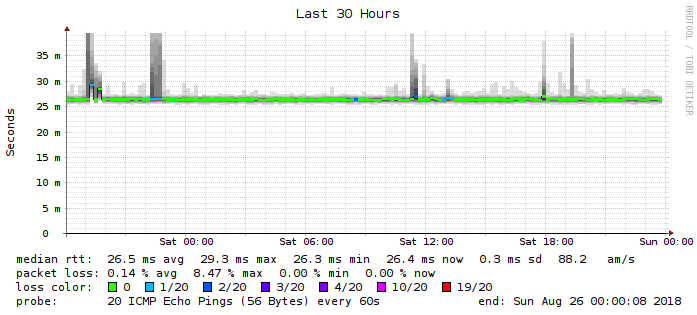 Last 30 Hours
RRDTOOL / TOBI OETIKER
Seconds
35 m
30 m
25 m
20 m
15 m
10 m
5 m
0
Sat 00:00 Sat 06:00 Sat 12:00 Sat 18:00 Sun 00:00
median rtt: 26.5 ms avg 29.3 ms max 26.3 ms min 26.4 ms now 0.3 ms sd 88.2 am/s
packet loss: 0.14 % avg 8.47 % max 0.00 % min 0.00 % now
loss color: 0 1/20 2/20 3/20 4/20 10/20 19/20
probe: 20 ICMP Echo Pings (56 Bytes) every 60s end: Sun Aug 26 00:00:08 2018